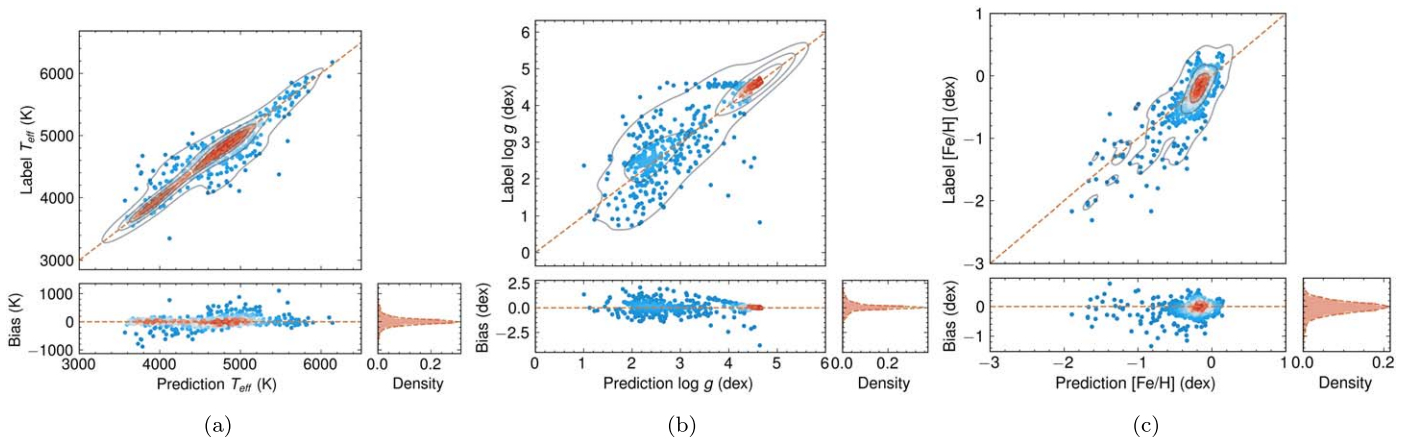 6000
5000
4000
3000
Label T_eff (K)
1000
0
−1000
Bias (K)
3000 4000 5000 6000
Prediction T_eff (K)
0.0 0.2
Density
(a)
6
5
4
3
2
1
0
Label log g (dex)
2.5
0.0
−2.5
Bias (dex)
0 1 2 3 4 5 6
Prediction log g (dex)
0.0 0.2
Density
(b)
1
0
−1
−2
−3
Label [Fe/H] (dex)
0
−1
Bias (dex)
−3 −2 −1 0 1
Prediction [Fe/H] (dex)
0.0 0.2
Density
(c)